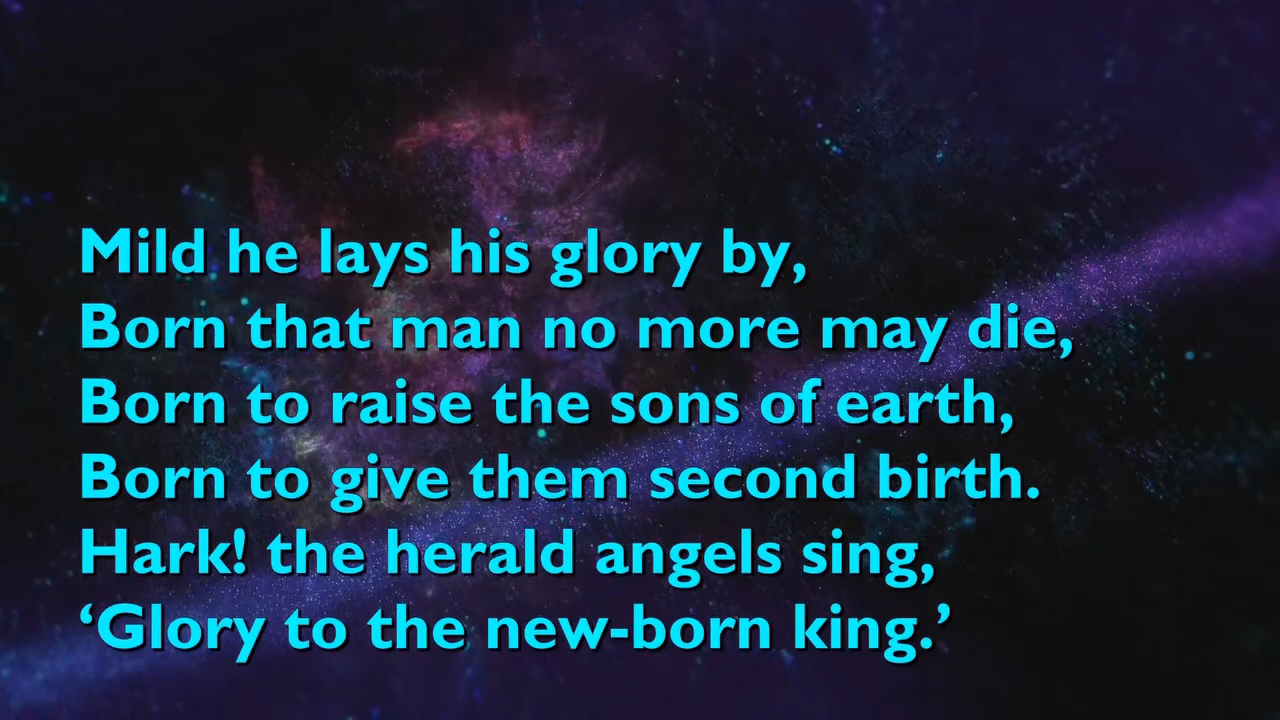 Mild he lays his glory by,
Born that man no more may die,
Born to raise the sons of earth,
Born to give them second birth.
Hark! the herald angels sing,
‘Glory to the new-born king.’